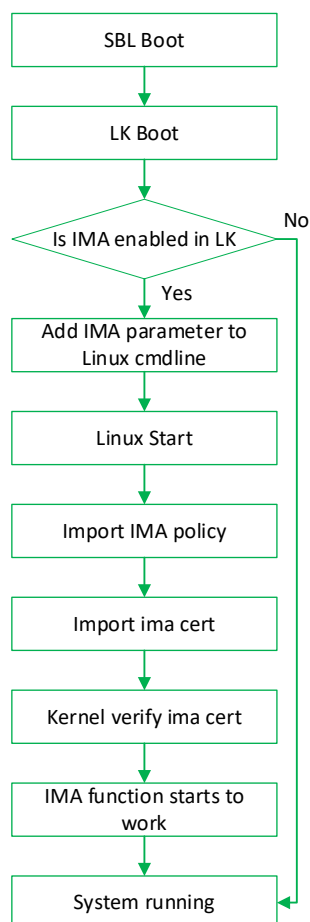 SBL Boot
LK Boot
No
Is IMA enabled in LK
Yes
Add IMA parameter to
Linux cmdline
Linux Start
Import IMA policy
Import ima cert
Kernel verify ima cert
IMA function starts to
work
System running